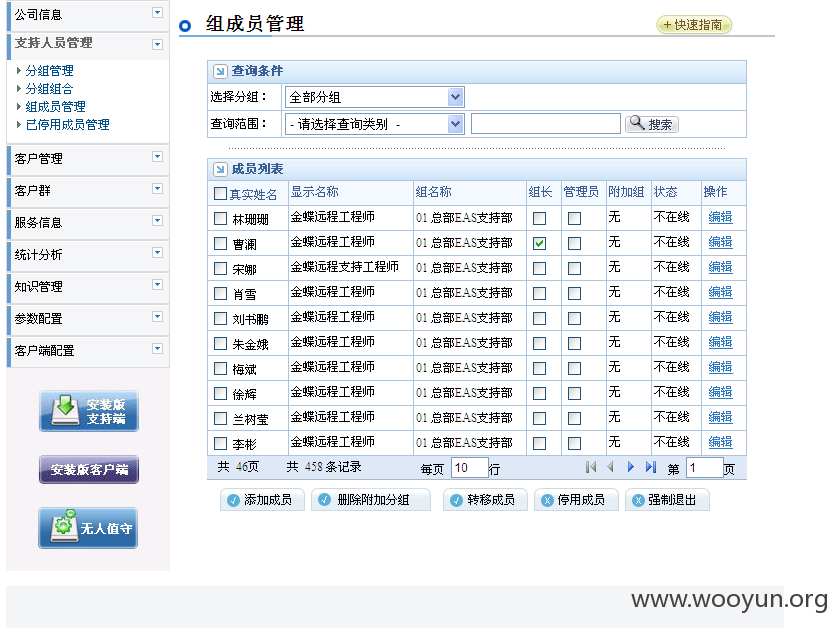 公司信息
支持人员管理
分组管理
分组组合
组成员管理
已停用成员管理
客户管理
客户群
服务信息
统计分析
知识管理
参数配置
客户端配置
安装版
支持端
安装版客户端
无人值守
组成员管理
+快速指南
查询条件
选择分组： 全部分组
查询范围： - 请选择查询类别 - 搜索
成员列表
真实姓名 显示名称 组名称 组长 管理员 附加组 状态 操作
林珊珊 金蝶远程工程师 01 总部EAS支持部 无 不在线 编辑
曹澜 金蝶远程工程师 01 总部EAS支持部 无 不在线 编辑
宋娜 金蝶远程支持工程师 01 总部EAS支持部 无 不在线 编辑
肖雪 金蝶远程工程师 01 总部EAS支持部 无 不在线 编辑
刘书鹏 金蝶远程工程师 01 总部EAS支持部 无 不在线 编辑
朱金娥 金蝶远程工程师 01 总部EAS支持部 无 不在线 编辑
梅斌 金蝶远程工程师 01 总部EAS支持部 无 不在线 编辑
徐辉 金蝶远程工程师 01 总部EAS支持部 无 不在线 编辑
兰树莹 金蝶远程工程师 01 总部EAS支持部 无 不在线 编辑
李彬 金蝶远程工程师 01 总部EAS支持部 无 不在线 编辑
共 46页 共 458 条记录 每页 10 行 第 1 页
添加成员 删除附加分组 转移成员 停用成员 强制退出
www.wooyun.org